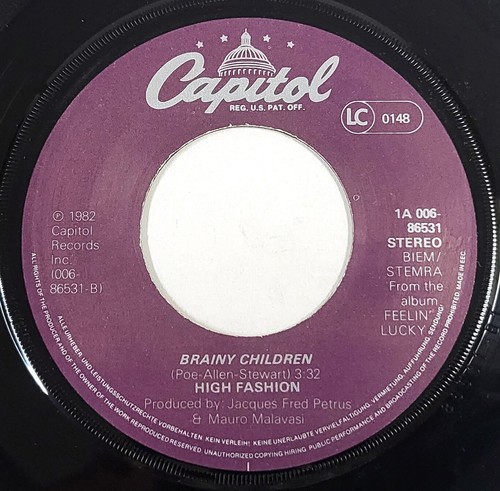 Capitol
REG. U.S. PAT. OFF.
LC 0148
℗ 1982
Capitol
Records
Inc.
(006-
86531-B)
1A 006-
86531
STEREO
BIEM/
STEMRA
From the
album
FEELIN'
LUCKY
BRAINY CHILDREN
(Poe-Allen-Stewart) 3:32
HIGH FASHION
Produced by: Jacques Fred Petrus
& Mauro Malavasi
ALLE URHEBER- UND LEISTUNGSSCHUTZRECHTE VORBEHALTEN. KEIN VERLEIH! KEINE UNERLAUBTE VERVIELFÄLTIGUNG, VERMIETUNG, AUFFÜHRUNG, SENDUNG!
ALL RIGHTS OF THE PRODUCER AND OF THE OWNER OF THE WORK REPRODUCED RESERVED. UNAUTHORIZED COPYING HIRING PUBLIC PERFORMANCE AND BROADCASTING OF THIS RECORD PROHIBITED. MADE IN EEC.